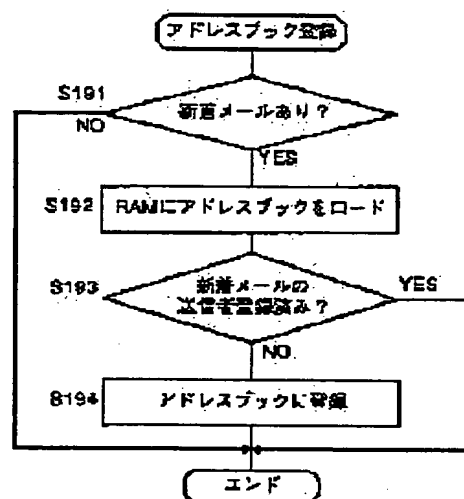 アドレスブック登録
S191
新着メールあり?
NO
YES
S192
RAMにアドレスブックをロード
S193
新着メールの
送信者登録済み?
YES
NO
S194
アドレスブックに登録
エンド